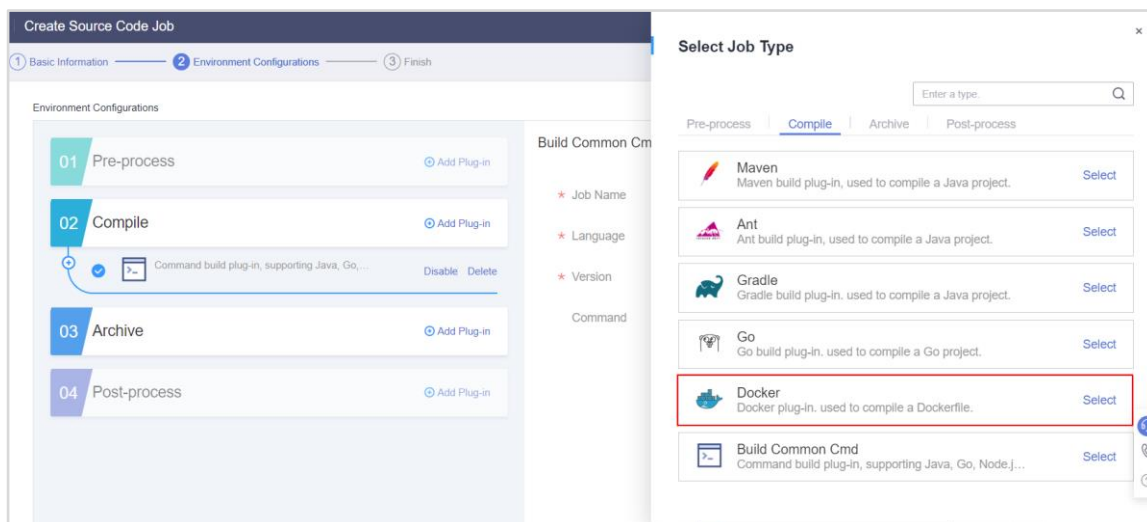 Create Source Code Job
1 Basic Information 2 Environment Configurations 3 Finish
Environment Configurations
01 Pre-process Add Plug-in
02 Compile Add Plug-in
Command build plug-in, supporting Java, Go,... Disable Delete
03 Archive Add Plug-in
04 Post-process Add Plug-in
Build Common Cm
* Job Name
* Language
* Version
Command
Select Job Type
Enter a type.
Pre-process Compile Archive Post-process
Maven
Maven build plug-in, used to compile a Java project.
Select
Ant
Ant build plug-in, used to compile a Java project.
Select
Gradle
Gradle build plug-in. used to compile a Java project.
Select
Go
Go build plug-in. used to compile a Go project.
Select
Docker
Docker plug-in. used to compile a Dockerfile.
Select
Build Common Cmd
Command build plug-in, supporting Java, Go, Node.j...
Select